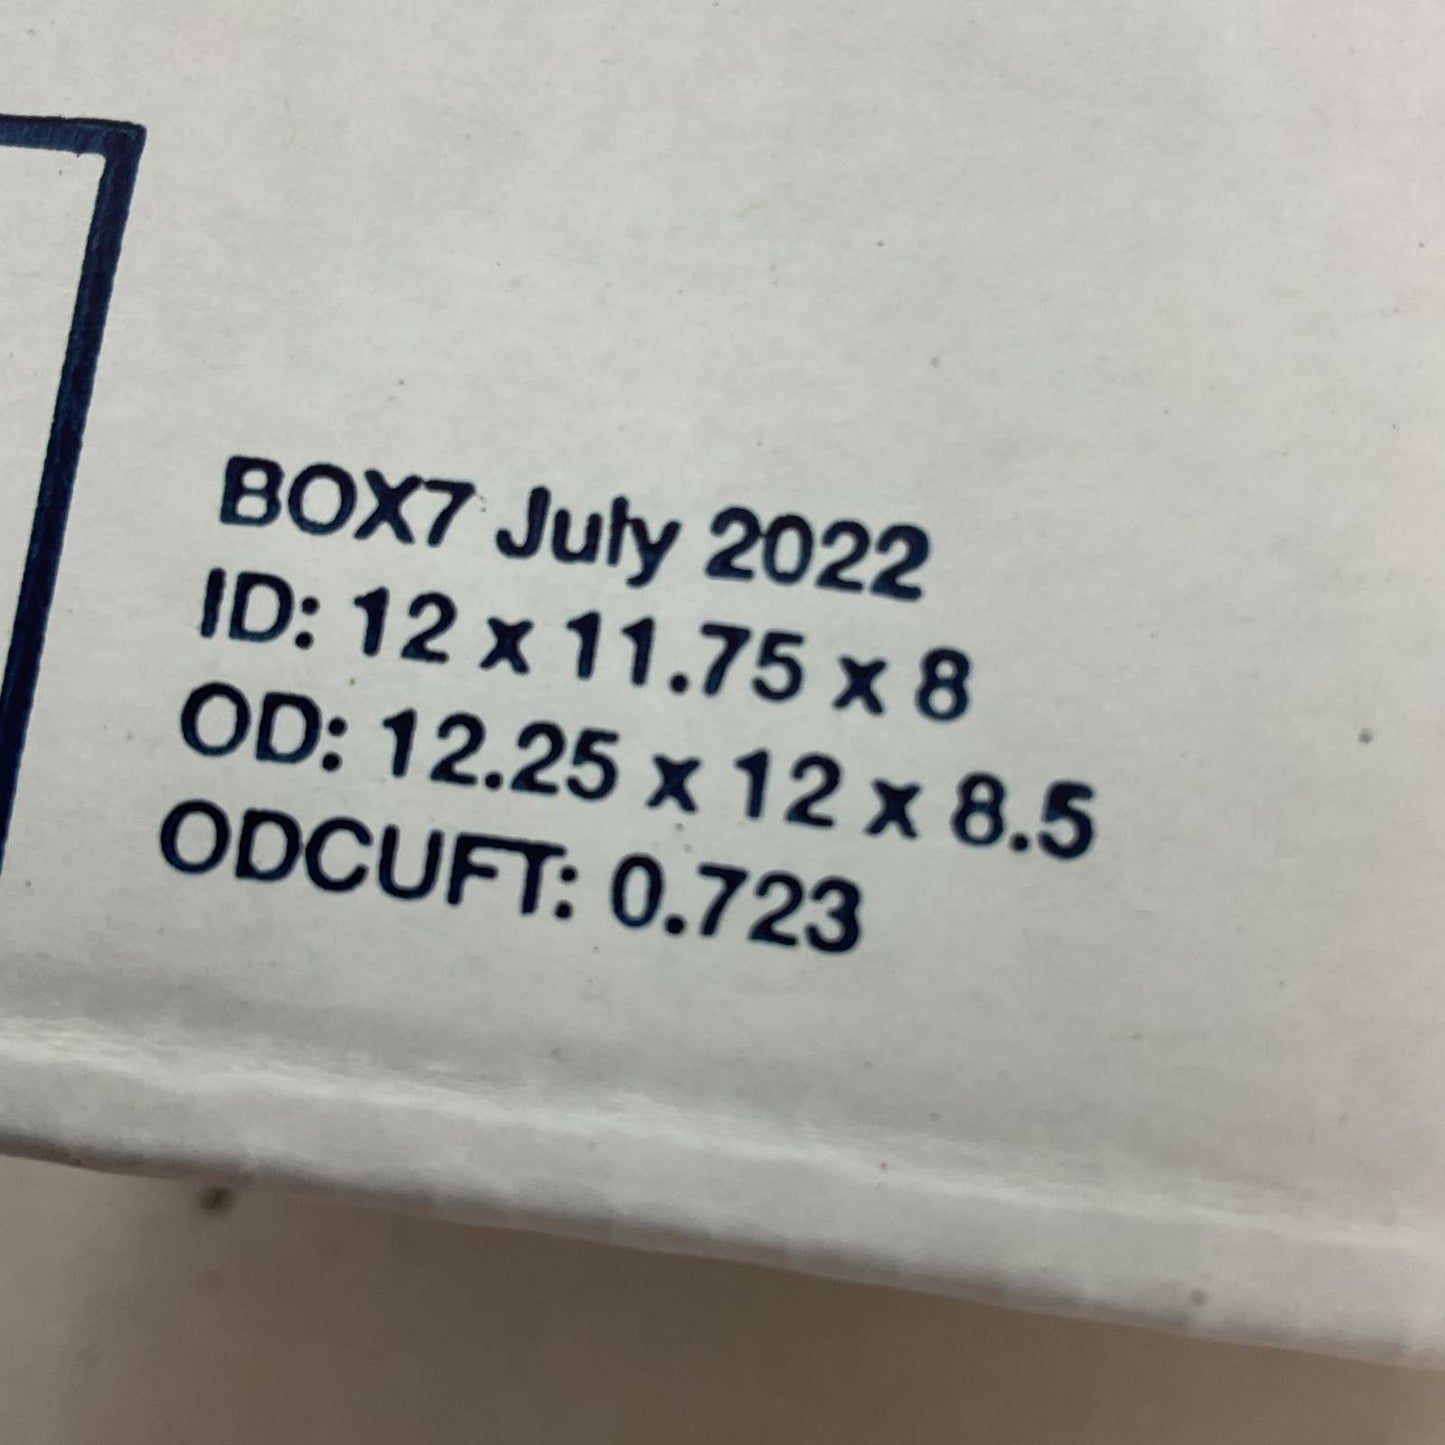 BOX7 July 2022
ID: 12 x 11.75 x 8
OD: 12.25 x 12 x 8.5
ODCUFT: 0.723